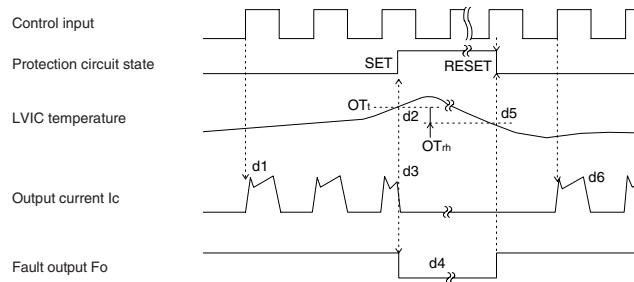 Control input
Protection circuit state
SET
RESET
LVIC temperature
OTt
d2
d5
OTrh
d1
d3
d6
Output current Ic
d4
Fault output Fo